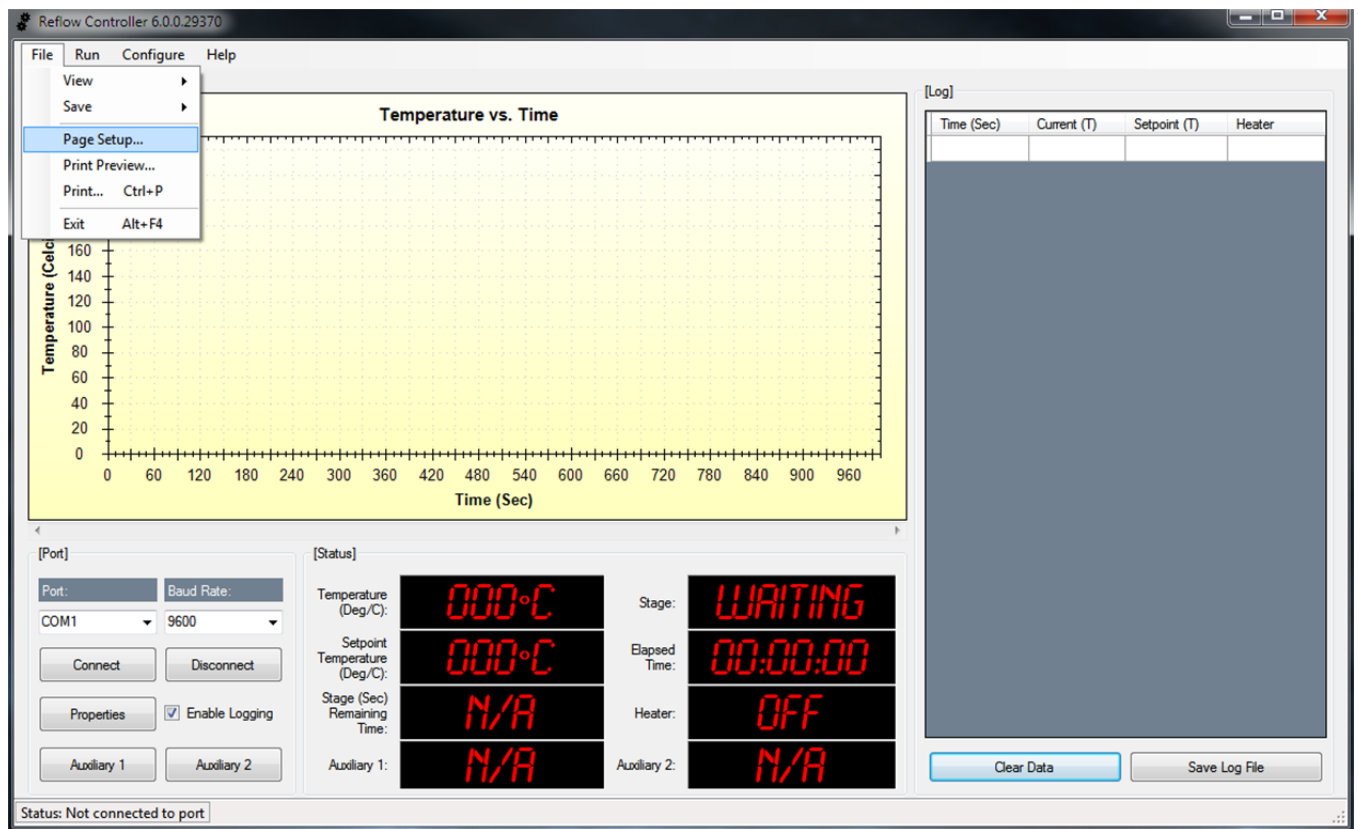 Reflow Controller 6.0.0.29370
File Run Configure Help
View
Save
Page Setup...
Print Preview...
Print... Ctrl+P
Exit Alt+F4
Temperature vs. Time
Temperature (Celci
160
140
120
100
80
60
40
20
0
0 60 120 180 240 300 360 420 480 540 600 660 720 780 840 900 960
Time (Sec)
[Log]
Time (Sec) Current (T) Setpoint (T) Heater
[Port]
Port: Baud Rate:
COM1 9600
Connect Disconnect
Properties Enable Logging
Auxiliary 1 Auxiliary 2
[Status]
Temperature
(Deg/C):
000°C
Stage:
WAITING
Setpoint
Temperature
(Deg/C):
000°C
Elapsed
Time:
00:00:00
Stage (Sec)
Remaining
Time:
N/A
Heater:
OFF
Auxiliary 1:
N/A
Auxiliary 2:
N/A
Clear Data Save Log File
Status: Not connected to port